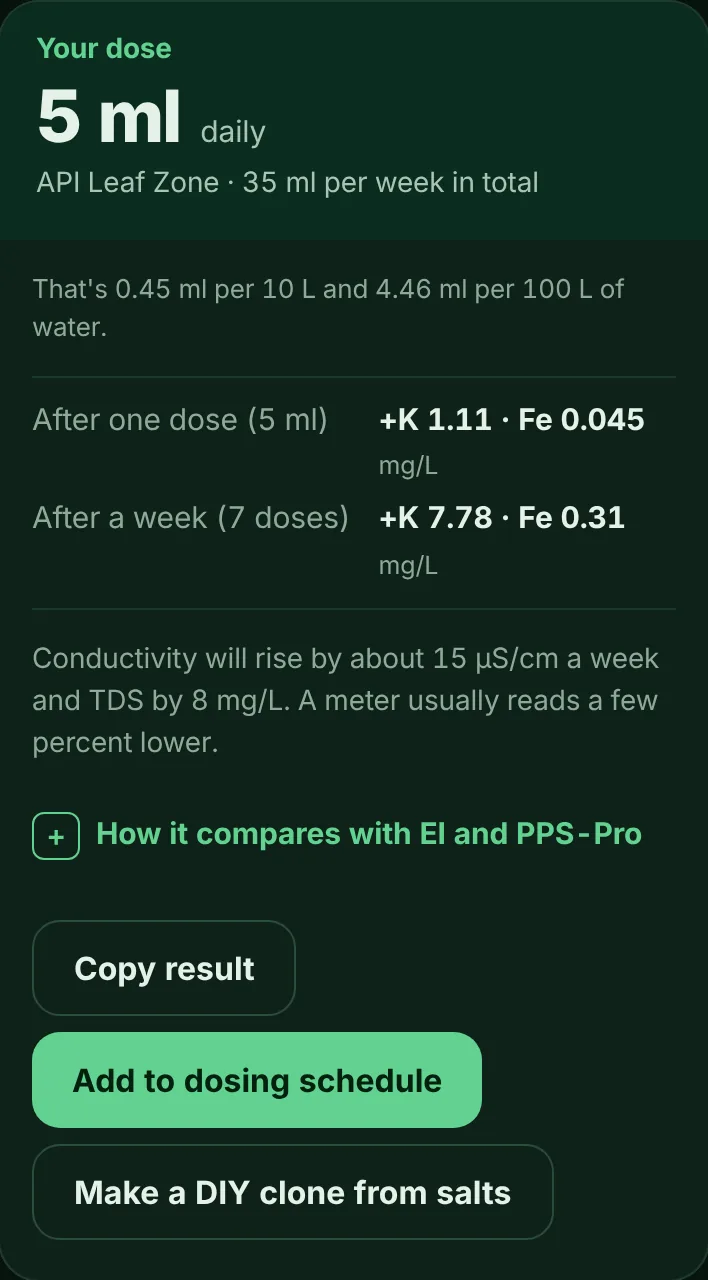 Your dose
5 ml daily
API Leaf Zone · 35 ml per week in total
That's 0.45 ml per 10 L and 4.46 ml per 100 L of
water.
After one dose (5 ml) +K 1.11 · Fe 0.045
mg/L
After a week (7 doses) +K 7.78 · Fe 0.31
mg/L
Conductivity will rise by about 15 µS/cm a week
and TDS by 8 mg/L. A meter usually reads a few
percent lower.
+ How it compares with EI and PPS-Pro
Copy result
Add to dosing schedule
Make a DIY clone from salts